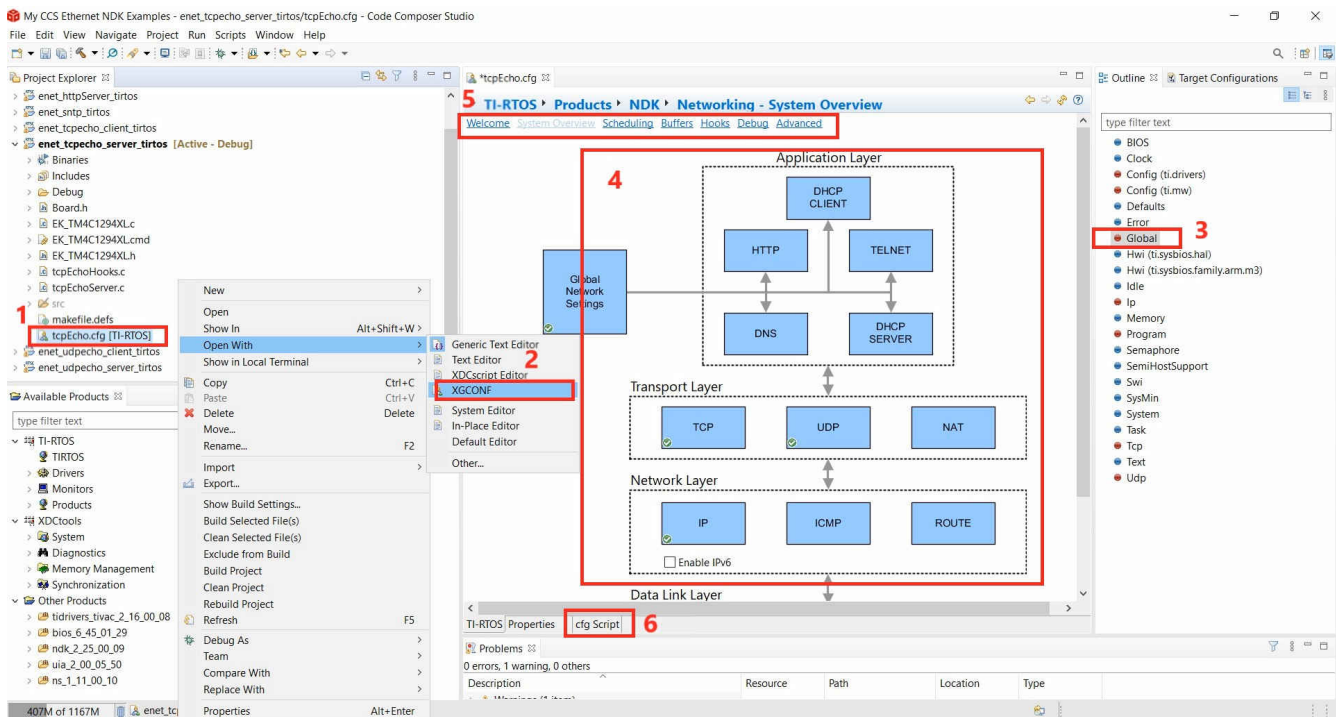 My CCS Ethernet NDK Examples - enet_tcpecho_server_tirtos/tcpEcho.cfg - Code Composer Studio
File Edit View Navigate Project Run Scripts Window Help
Project Explorer
enet_httpServer_tirtos
enet_sntp_tirtos
enet_tcpecho_client_tirtos
enet_tcpecho_server_tirtos [Active - Debug]
Binaries
Includes
Debug
Board.h
EK_TM4C1294XL.c
EK_TM4C1294XL.cmd
EK_TM4C1294XL.h
tcpEchoHooks.c
tcpEchoServer.c
src
makefile.defs
1
tcpEcho.cfg [TI-RTOS]
enet_udpecho_client_tirtos
enet_udpecho_server_tirtos
Available Products
type filter text
TI-RTOS
TIRTOS
Drivers
Monitors
Products
XDCtools
System
Diagnostics
Memory Management
Synchronization
Other Products
tidrivers_tivac_2_16_00_08
bios_6_45_01_29
ndk_2_25_00_09
uia_2_00_05_50
ns_1_11_00_10
407M of 1167M
enet_tc
New
Open
Show In Alt+Shift+W
Open With
Show in Local Terminal
Copy Ctrl+C
Paste Ctrl+V
Delete Delete
Move...
Rename... F2
Import
Export...
Show Build Settings...
Build Selected File(s)
Clean Selected File(s)
Exclude from Build
Build Project
Clean Project
Rebuild Project
Refresh F5
Debug As
Team
Compare With
Replace With
Properties Alt+Enter
Generic Text Editor
Text Editor
2
XDCscript Editor
XGCONF
System Editor
In-Place Editor
Default Editor
Other...
*tcpEcho.cfg
5
TI-RTOS Products NDK Networking - System Overview
Welcome System Overview Scheduling Buffers Hooks Debug Advanced
4
Application Layer
DHCP
CLIENT
HTTP
TELNET
Global
Network
Settings
DNS
DHCP
SERVER
Transport Layer
TCP
UDP
NAT
Network Layer
IP
ICMP
ROUTE
Enable IPv6
Data Link Layer
TI-RTOS Properties cfg Script
6
Problems
0 errors, 1 warning, 0 others
Description Resource Path Location Type
Warnings (1 item)
Outline Target Configurations
type filter text
BIOS
Clock
Config (ti.drivers)
Config (ti.mw)
Defaults
Error
Global
3
Hwi (ti.sysbios.hal)
Hwi (ti.sysbios.family.arm.m3)
Idle
Ip
Memory
Program
Semaphore
SemiHostSupport
Swi
SysMin
System
Task
Tcp
Text
Udp